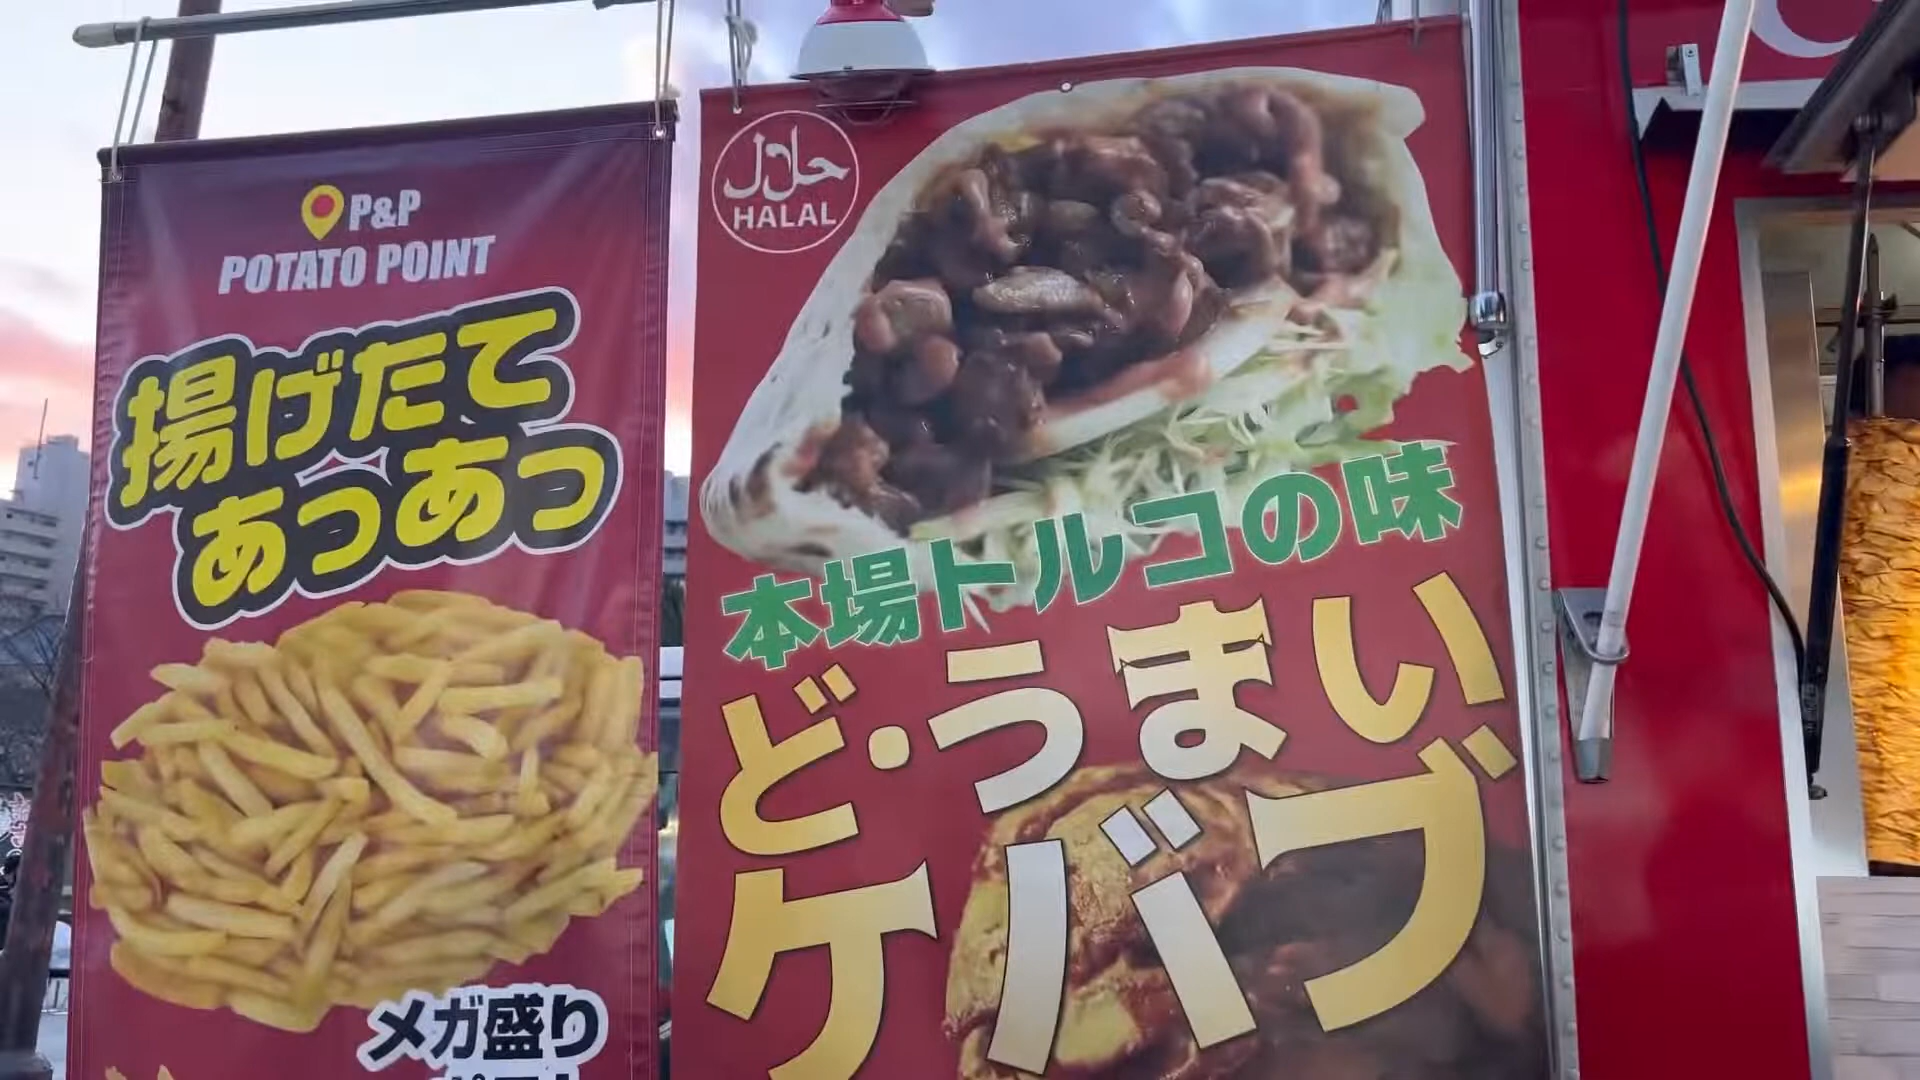 P&P
POTATO POINT
揚げたて
あつあつ
メガ盛り
حلال
HALAL
本場トルコの味
ど・うまい
ケバブ